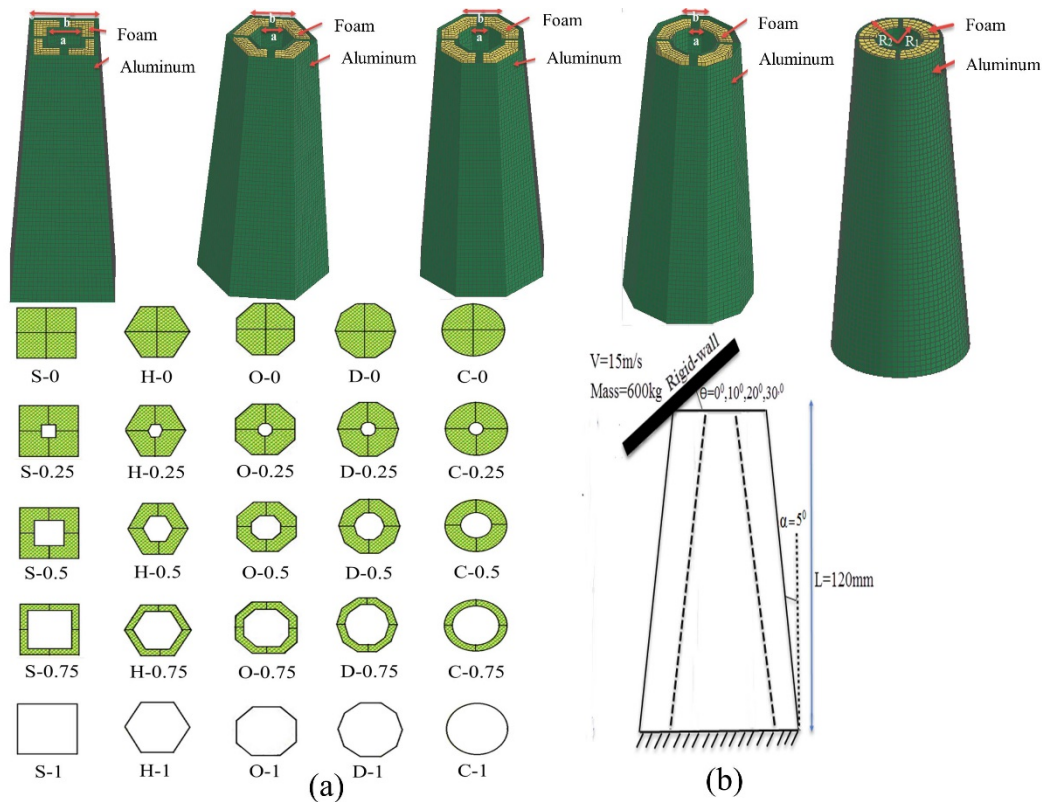 b
a
Foam
Aluminum
b
a
Foam
Aluminum
b
a
Foam
Aluminum
b
a
Foam
Aluminum
R2 R1
Foam
Aluminum
S-0 H-0 O-0 D-0 C-0
S-0.25 H-0.25 O-0.25 D-0.25 C-0.25
S-0.5 H-0.5 O-0.5 D-0.5 C-0.5
S-0.75 H-0.75 O-0.75 D-0.75 C-0.75
S-1 H-1 O-1 D-1 C-1
(a)
V=15m/s
Mass=600kg
Rigid-wall
θ=0⁰,10⁰,20⁰,30⁰
α=5⁰
L=120mm
(b)